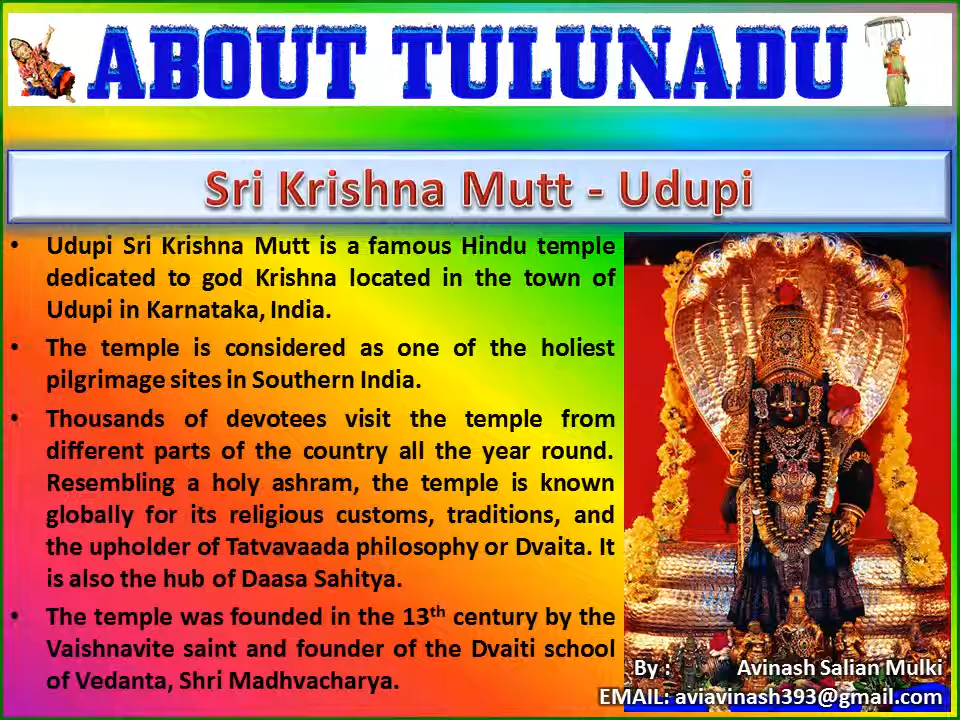 ABOUT TULUNADU
Sri Krishna Mutt - Udupi
• Udupi Sri Krishna Mutt is a famous Hindu temple
dedicated to god Krishna located in the town of
Udupi in Karnataka, India.
• The temple is considered as one of the holiest
pilgrimage sites in Southern India.
• Thousands of devotees visit the temple from
different parts of the country all the year round.
Resembling a holy ashram, the temple is known
globally for its religious customs, traditions, and
the upholder of Tatvavaada philosophy or Dvaita. It
is also the hub of Daasa Sahitya.
• The temple was founded in the 13th century by the
Vaishnavite saint and founder of the Dvaiti school
of Vedanta, Shri Madhvacharya.
By : Avinash Salian Mulki
EMAIL: aviavinash393@gmail.com